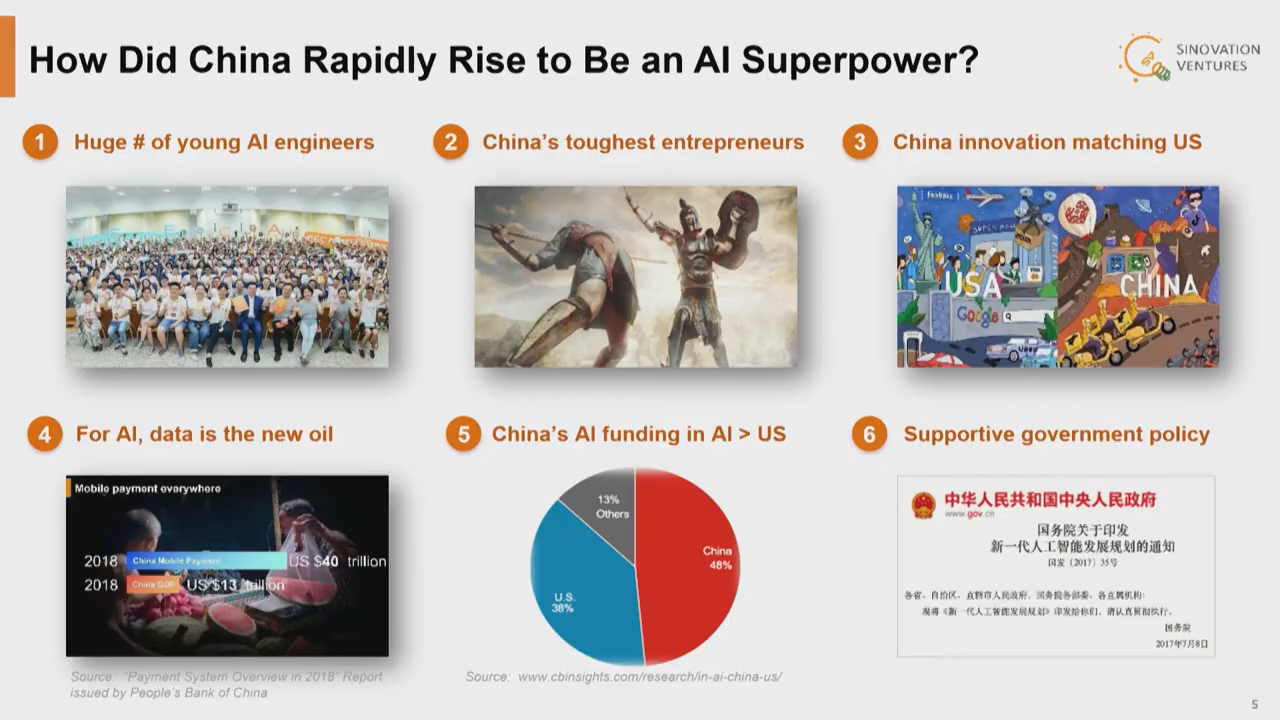 How Did China Rapidly Rise to Be an AI Superpower?
SINOVATION
VENTURES
1 Huge # of young AI engineers
2 China's toughest entrepreneurs
3 China innovation matching US
facebook
USA
Google
UBER
CHINA
4 For AI, data is the new oil
Mobile payment everywhere
2018 China Mobile Payment US $40 trillion
2018 China GDP US $13 trillion
Source: "Payment System Overview in 2018" Report
issued by People's Bank of China
5 China's AI funding in AI > US
13%
Others
China
48%
U.S.
38%
Source: www.cbinsights.com/research/in-ai-china-us/
6 Supportive government policy
中华人民共和国中央人民政府
www.gov.cn
国务院关于印发
新一代人工智能发展规划的通知
国发〔2017〕35号
各省、自治区、直辖市人民政府，国务院各部委、各直属机构：
现将《新一代人工智能发展规划》印发给你们，请认真贯彻执行。
国务院
2017年7月8日
5